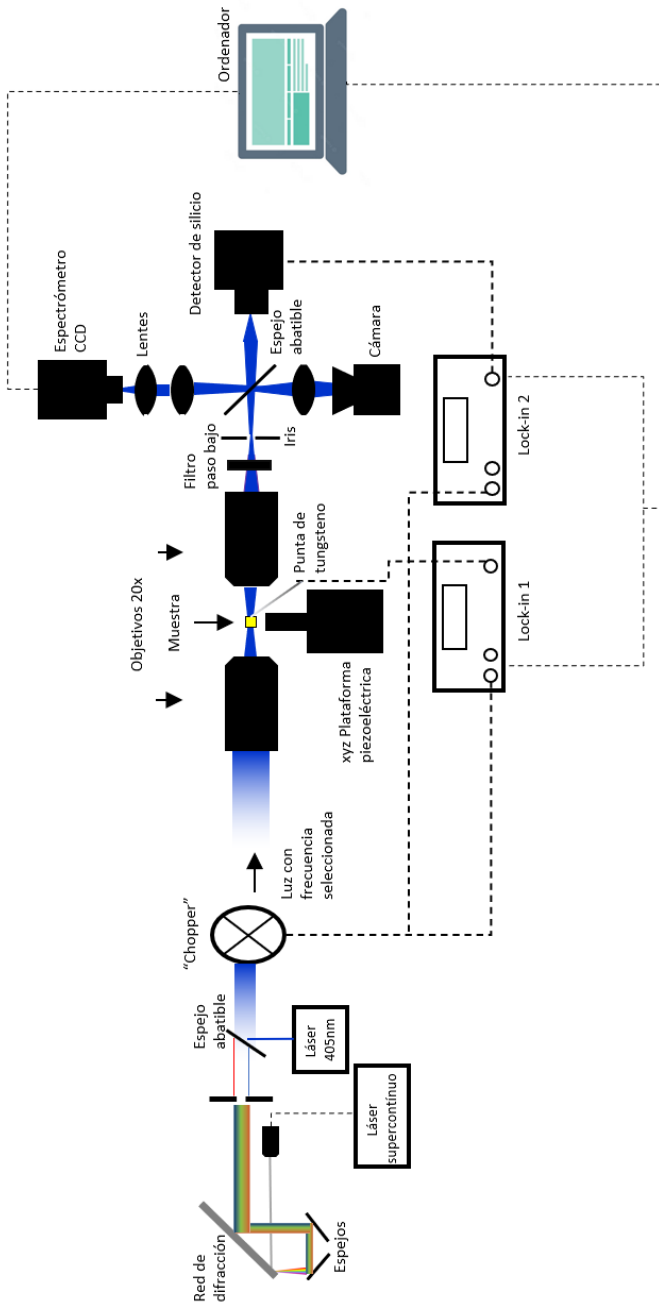 Red de
difracción
Espejos
Láser
supercontínuo
Láser
405nm
Espejo
abatible
“Chopper”
Luz con
frecuencia
seleccionada
Objetivos 20x
Muestra
xyz Plataforma
piezoeléctrica
Punta de
tungsteno
Filtro
paso bajo
Iris
Lock-in 1
Lock-in 2
Espectrómetro
CCD
Lentes
Espejo
abatible
Cámara
Detector de silicio
Ordenador